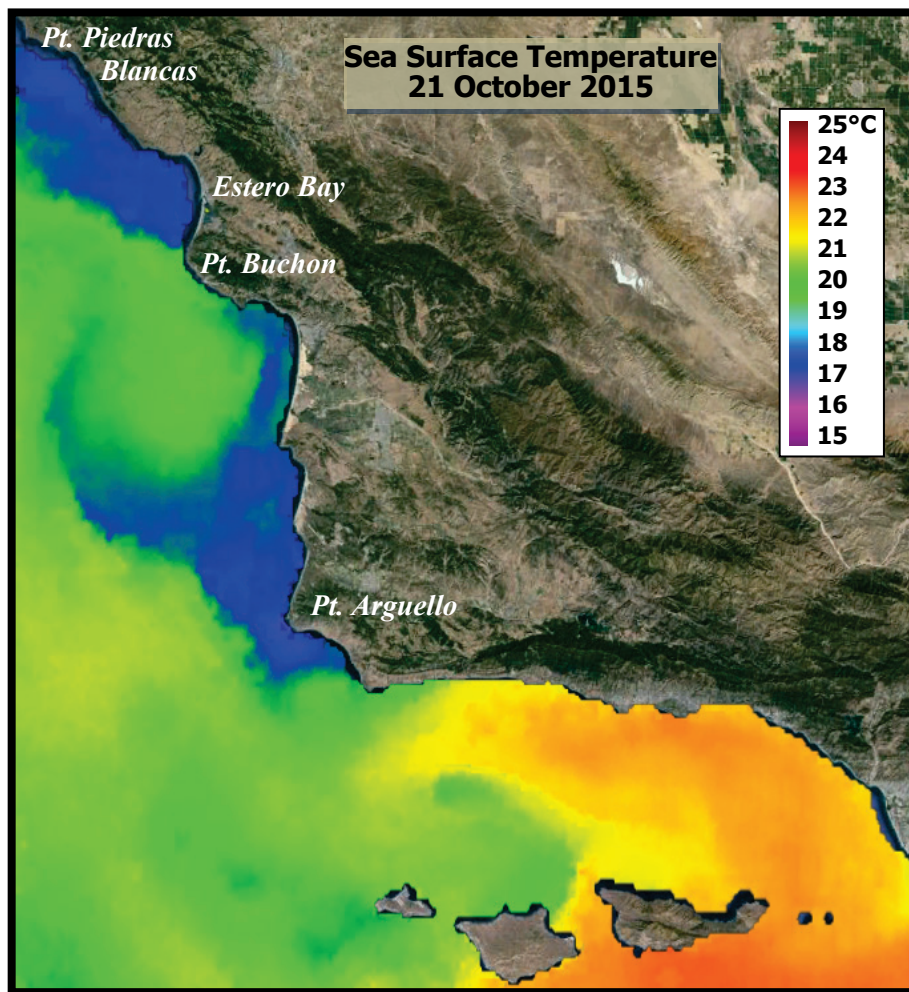 Pt. Piedras
Blancas
Sea Surface Temperature
21 October 2015
25°C
24
23
22
21
20
19
18
17
16
15
Estero Bay
Pt. Buchon
Pt. Arguello